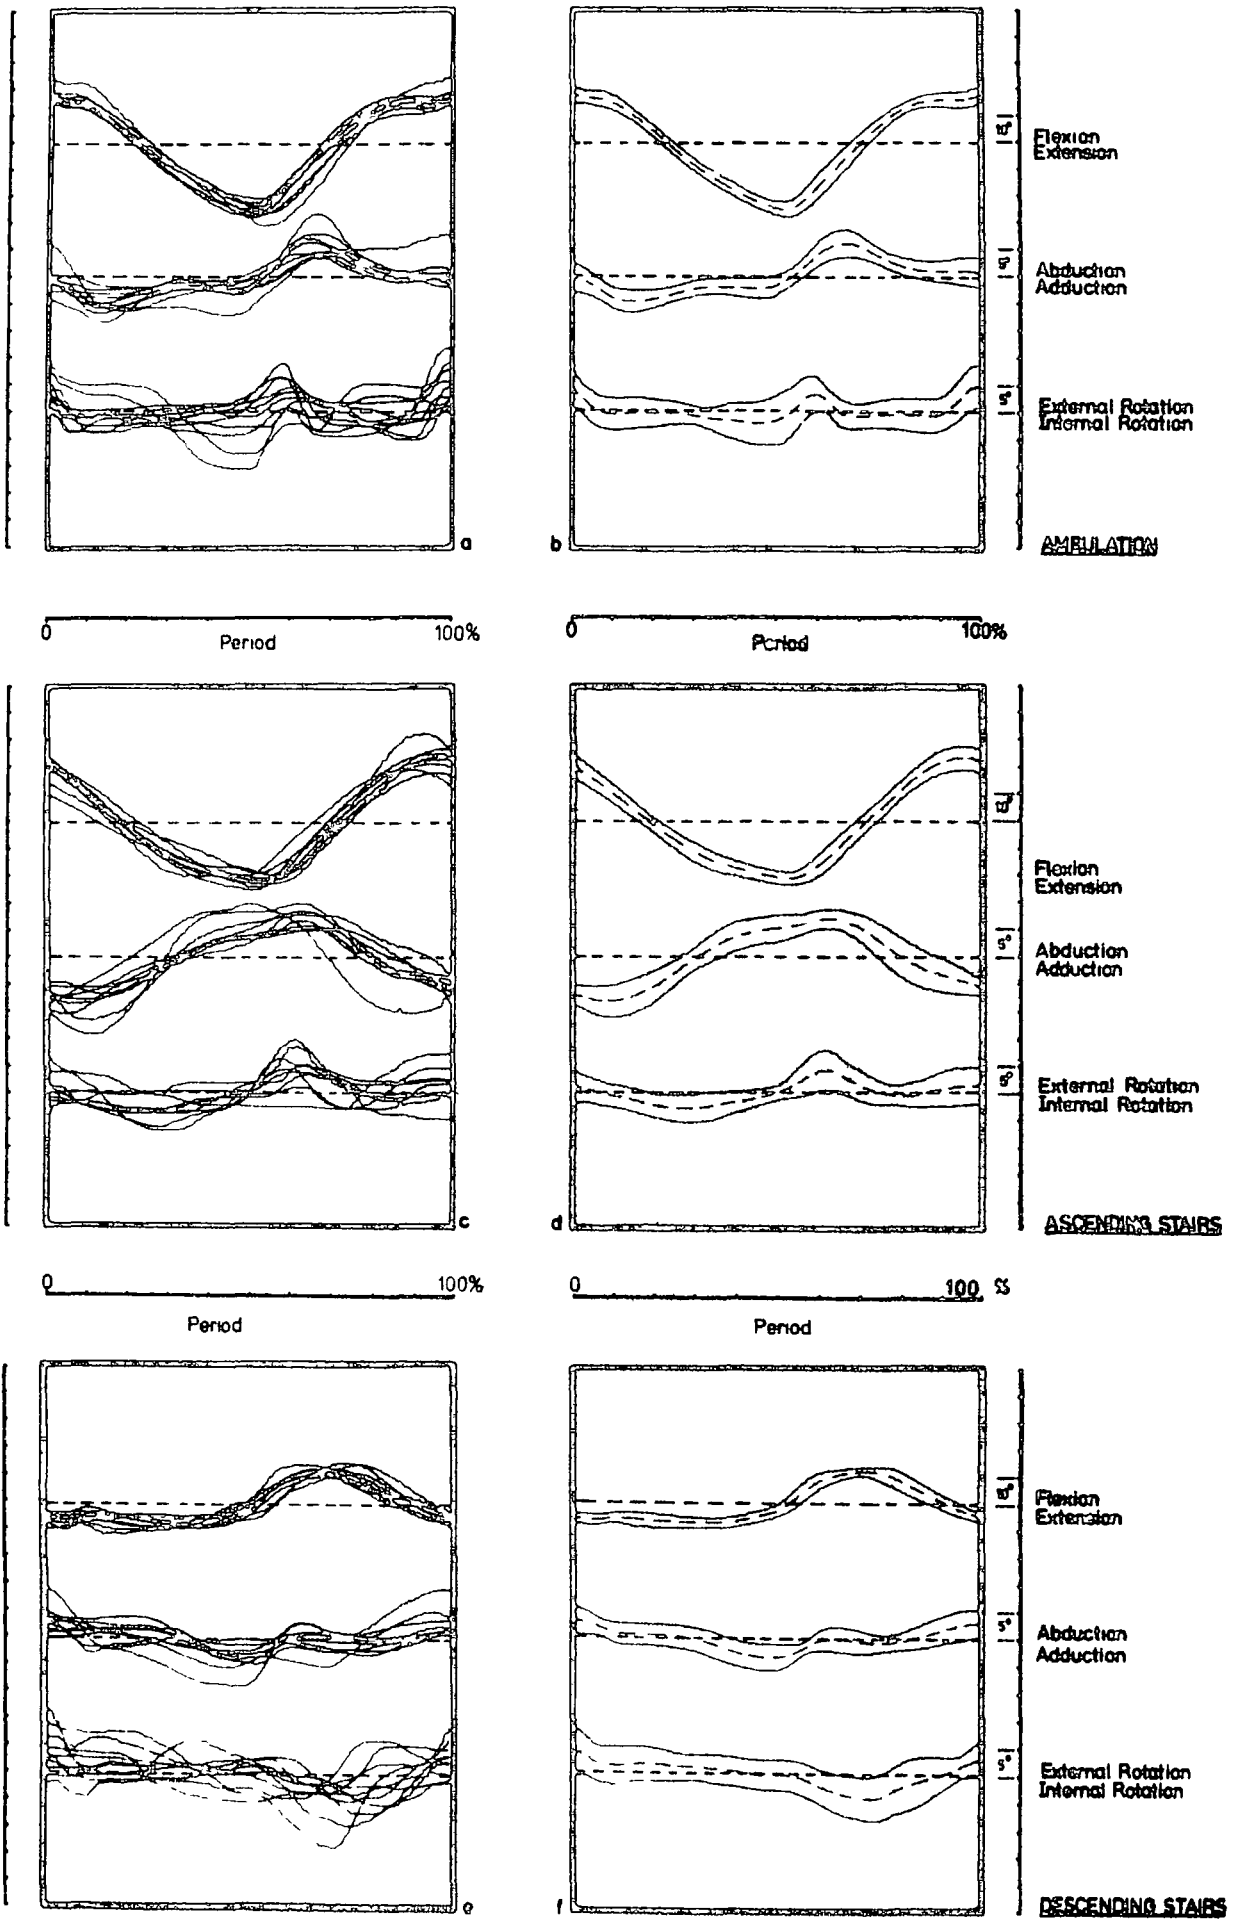 Flexion
Extension
Abduction
Adduction
External Rotation
Internal Rotation
a
b
AMBULATION
0
100%
Period
0
100%
Period
Flexion
Extension
5°
Abduction
Adduction
External Rotation
Internal Rotation
c
d
ASCENDING STAIRS
0
100%
Period
0
100
Period
Flexion
Extension
5°
Abduction
Adduction
5°
External Rotation
Internal Rotation
e
f
DESCENDING STAIRS